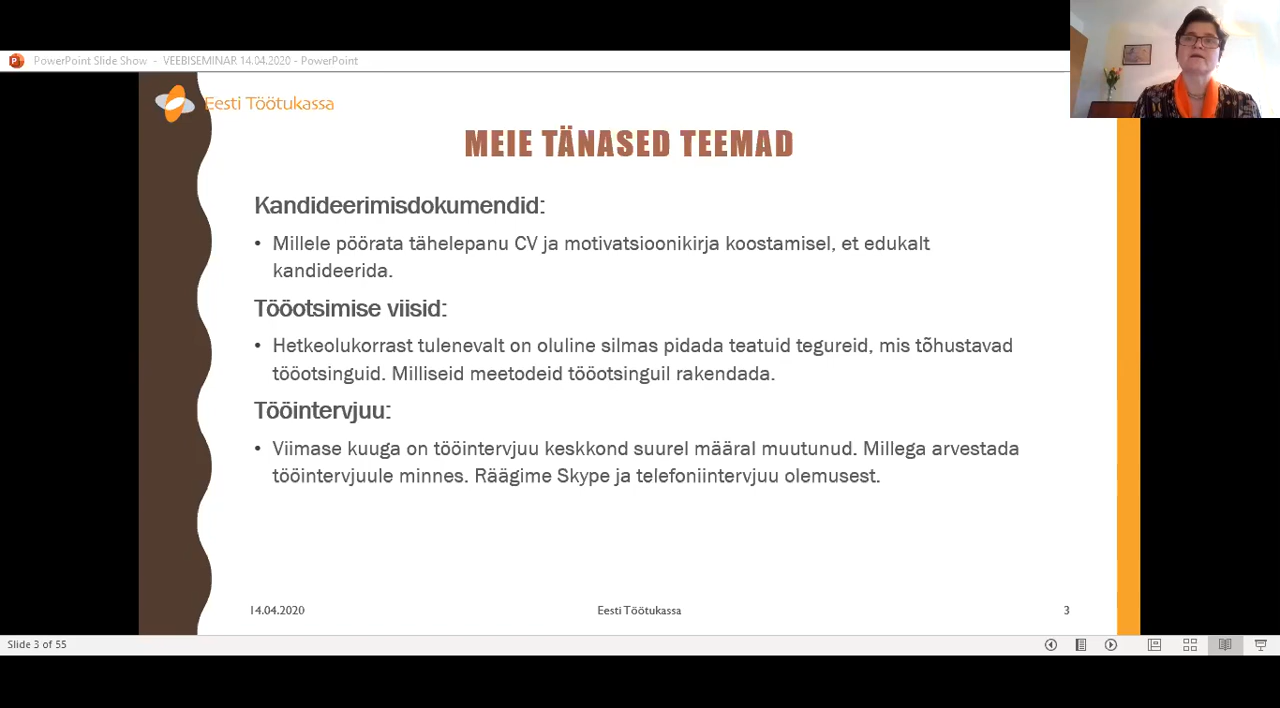 PowerPoint Slide Show - VEEBISEMINAR 14.04.2020 - PowerPoint
Eesti Töötukassa
MEIE TÄNASED TEEMAD
Kandideerimisdokumendid:
• Millele pöörata tähelepanu CV ja motivatsioonikirja koostamisel, et edukalt
kandideerida.
Tööotsimise viisid:
• Hetkeolukorrast tulenevalt on oluline silmas pidada teatuid tegureid, mis tõhustavad
tööotsinguid. Milliseid meetodeid tööotsinguil rakendada.
Tööintervjuu:
• Viimase kuuga on tööintervjuu keskkond suurel määral muutunud. Millega arvestada
tööintervjuule minnes. Räägime Skype ja telefoniintervjuu olemusest.
14.04.2020 Eesti Töötukassa 3
Slide 3 of 55